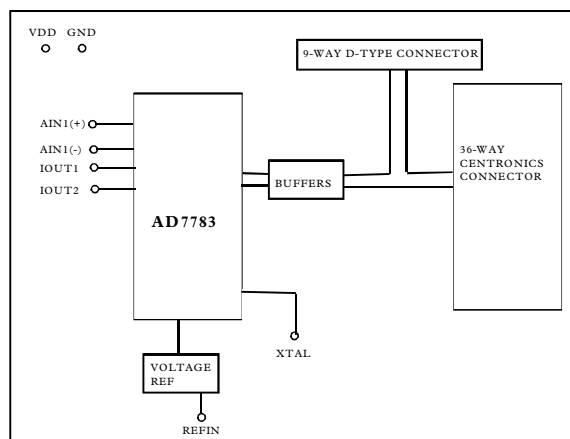 VDD GND
9-WAY D-TYPE CONNECTOR
AIN1(+)
AIN1(-)
IOUT1
IOUT2
AD7783
BUFFERS
36-WAY
CENTRONICS
CONNECTOR
XTAL
VOLTAGE
REF
REFIN